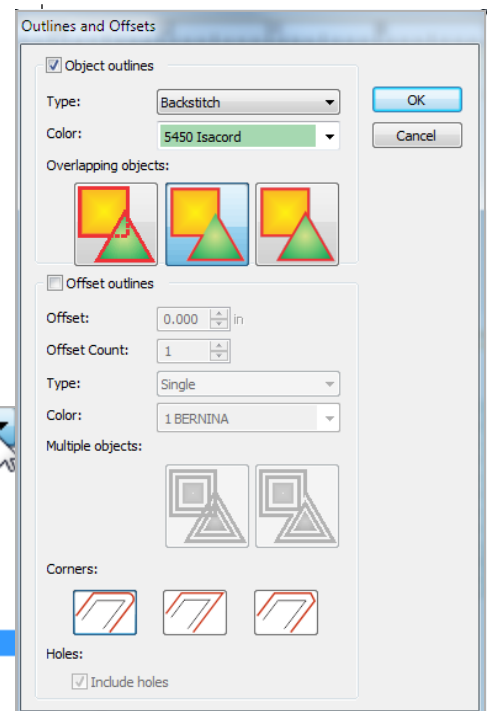 Outlines and Offsets
Object outlines
Type: Backstitch
Color: 5450 Isacord
Overlapping objects:
OK
Cancel
Offset outlines
Offset: 0.000 in
Offset Count: 1
Type: Single
Color: 1 BERNINA
Multiple objects:
Corners:
Holes:
Include holes